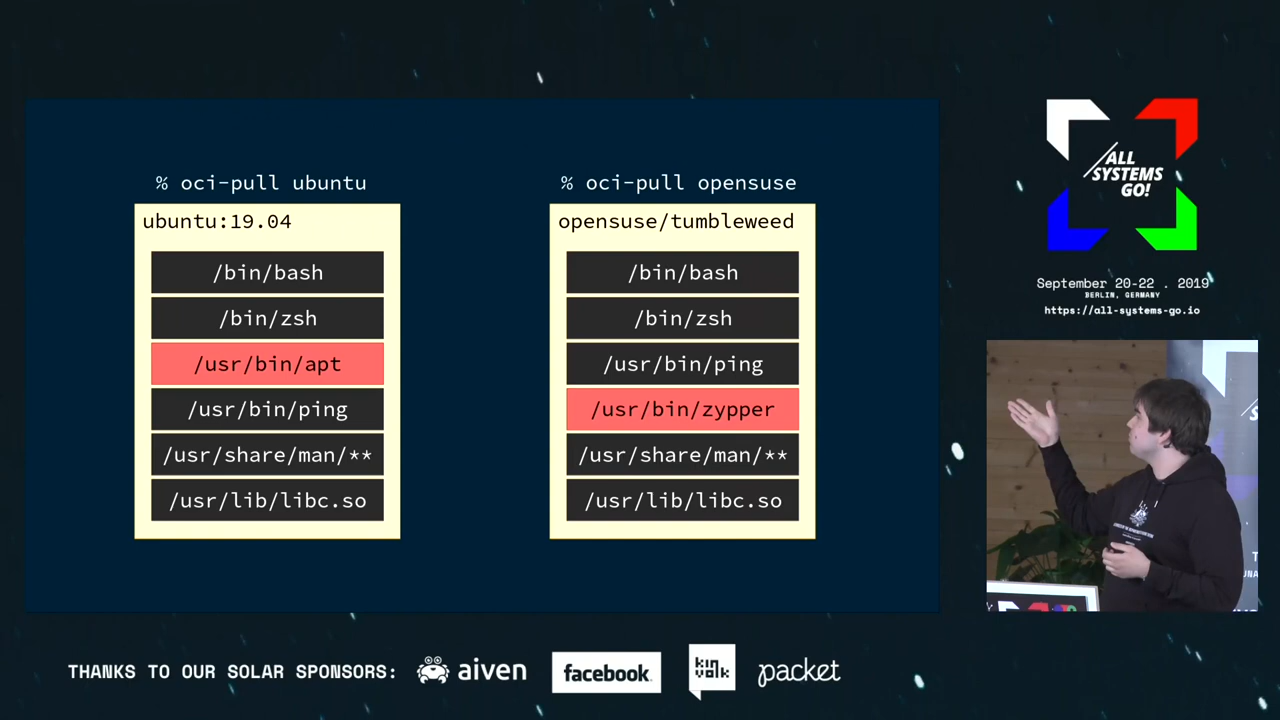 % oci-pull ubuntu
ubuntu:19.04
/bin/bash
/bin/zsh
/usr/bin/apt
/usr/bin/ping
/usr/share/man/**
/usr/lib/libc.so
% oci-pull opensuse
opensuse/tumbleweed
/bin/bash
/bin/zsh
/usr/bin/ping
/usr/bin/zypper
/usr/share/man/**
/usr/lib/libc.so
ALL
SYSTEMS
GO!
September 20-22 . 2019
BERLIN, GERMANY
https://all-systems-go.io
THANKS TO OUR SOLAR SPONSORS:
aiven
facebook
kinvolk
packet